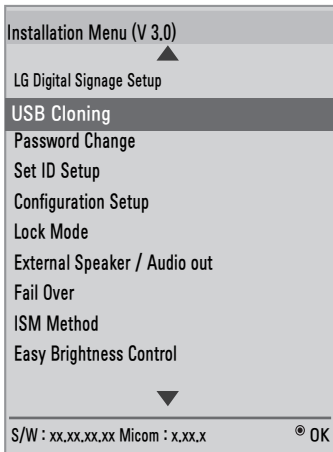 Installation Menu (V 3.0)
LG Digital Signage Setup
USB Cloning
Password Change
Set ID Setup
Configuration Setup
Lock Mode
External Speaker / Audio out
Fail Over
ISM Method
Easy Brightness Control
S/W : xx.xx.xx.xx Micom : x.xx.x OK